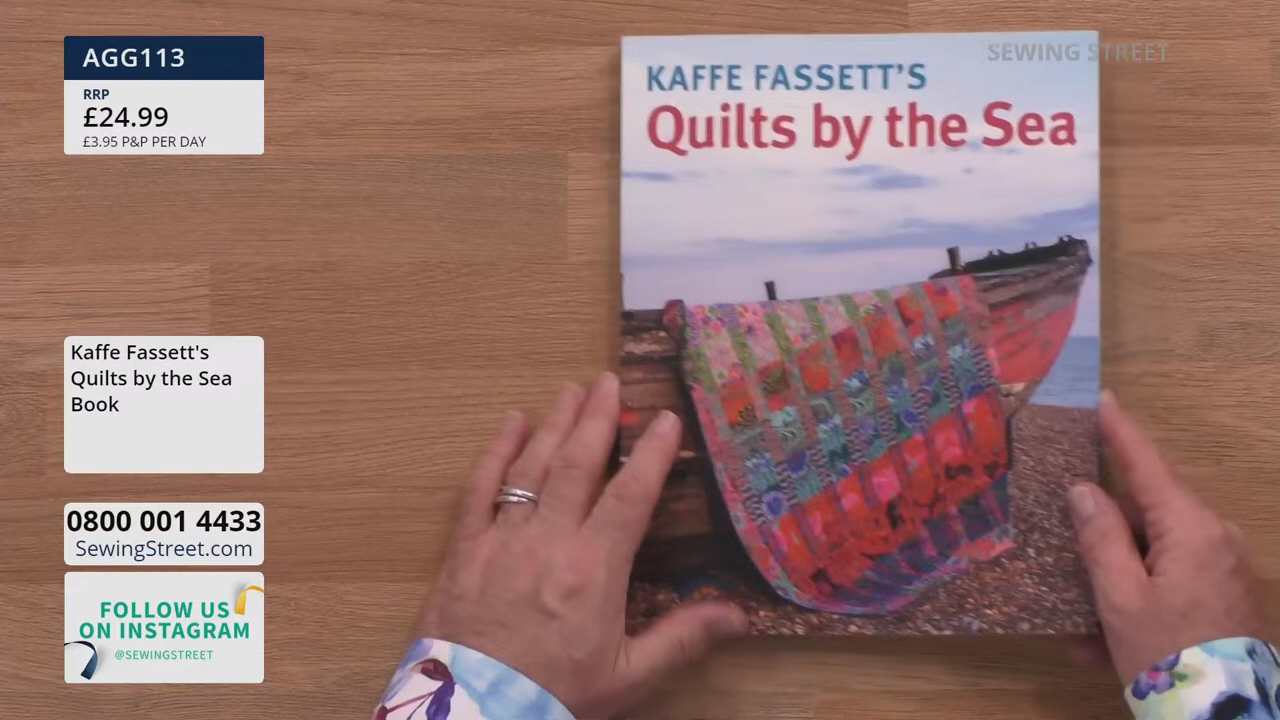 AGG113
RRP
£24.99
£3.95 P&P PER DAY
Kaffe Fassett's
Quilts by the Sea
Book
0800 001 4433
SewingStreet.com
FOLLOW US
ON INSTAGRAM
@SEWINGSTREET
SEWING STREET
KAFFE FASSETT'S
Quilts by the Sea